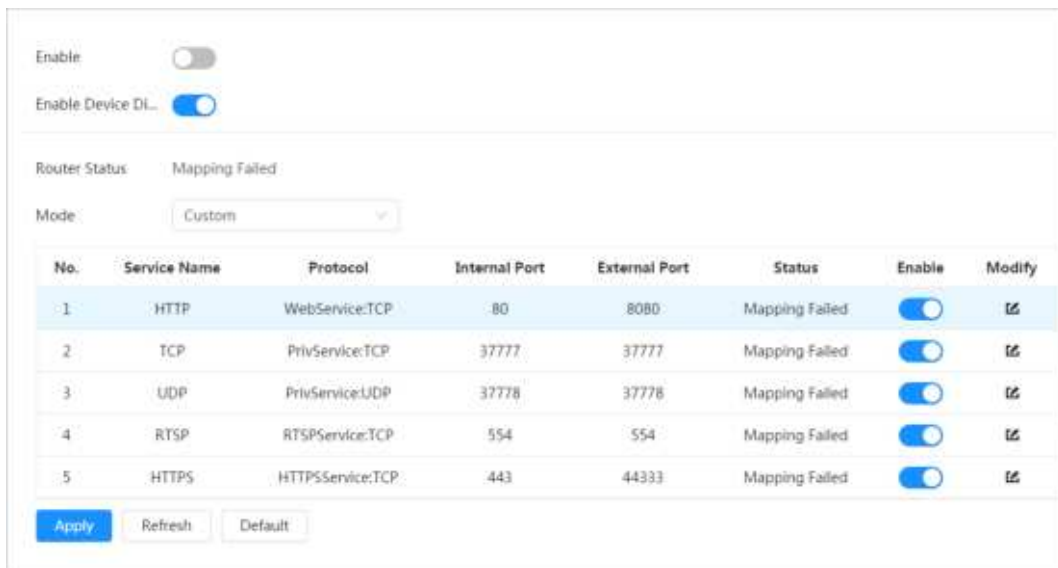 Enable
Enable Device Di...
Router Status Mapping Failed
Mode Custom
No. Service Name Protocol Internal Port External Port Status Enable Modify
1 HTTP WebService:TCP 80 8080 Mapping Failed
2 TCP PrivService:TCP 37777 37777 Mapping Failed
3 UDP PrivService:UDP 37778 37778 Mapping Failed
4 RTSP RTSPService:TCP 554 554 Mapping Failed
5 HTTPS HTTPSService:TCP 443 44333 Mapping Failed
Apply Refresh Default